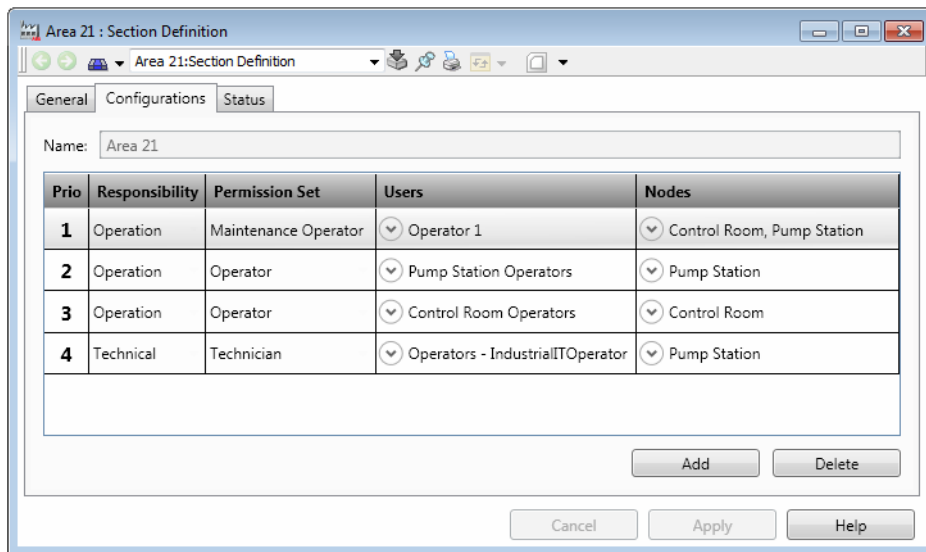 Area 21 : Section Definition
Area 21:Section Definition
General Configurations Status
Name: Area 21
Prio Responsibility Permission Set Users Nodes
1 Operation Maintenance Operator Operator 1 Control Room, Pump Station
2 Operation Operator Pump Station Operators Pump Station
3 Operation Operator Control Room Operators Control Room
4 Technical Technician Operators - IndustrialITOperator Pump Station
Add Delete
Cancel Apply Help